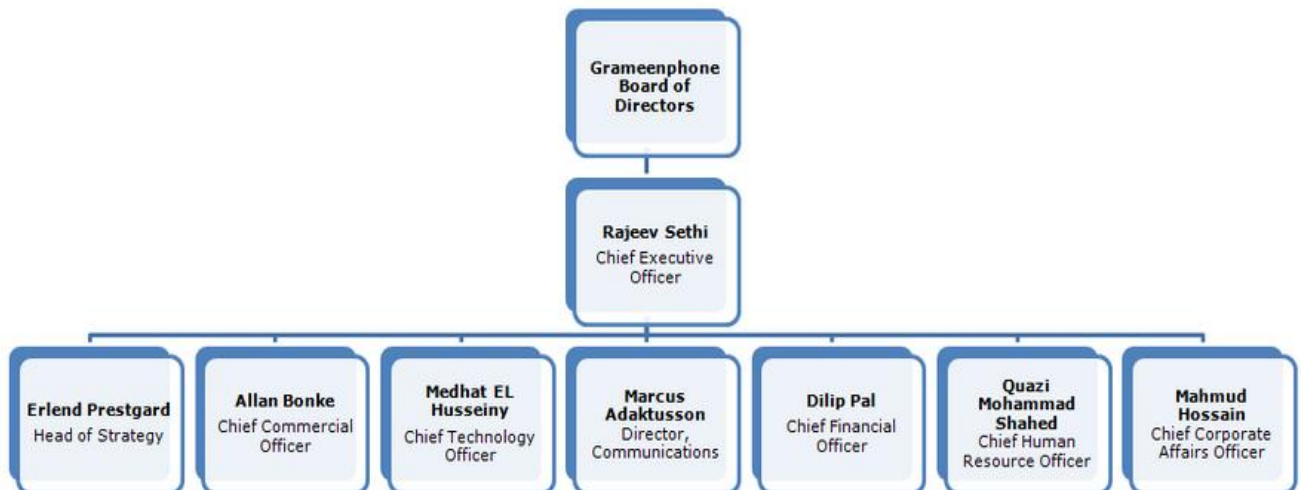 Grameenphone
Board of
Directors
Rajeev Sethi
Chief Executive
Officer
Erlend Prestgard
Head of Strategy
Allan Bonke
Chief Commercial
Officer
Medhat EL
Husseiny
Chief Technology
Officer
Marcus
Adaktusson
Director,
Communications
Dilip Pal
Chief Financial
Officer
Quazi
Mohammad
Shahed
Chief Human
Resource Officer
Mahmud
Hossain
Chief Corporate
Affairs Officer